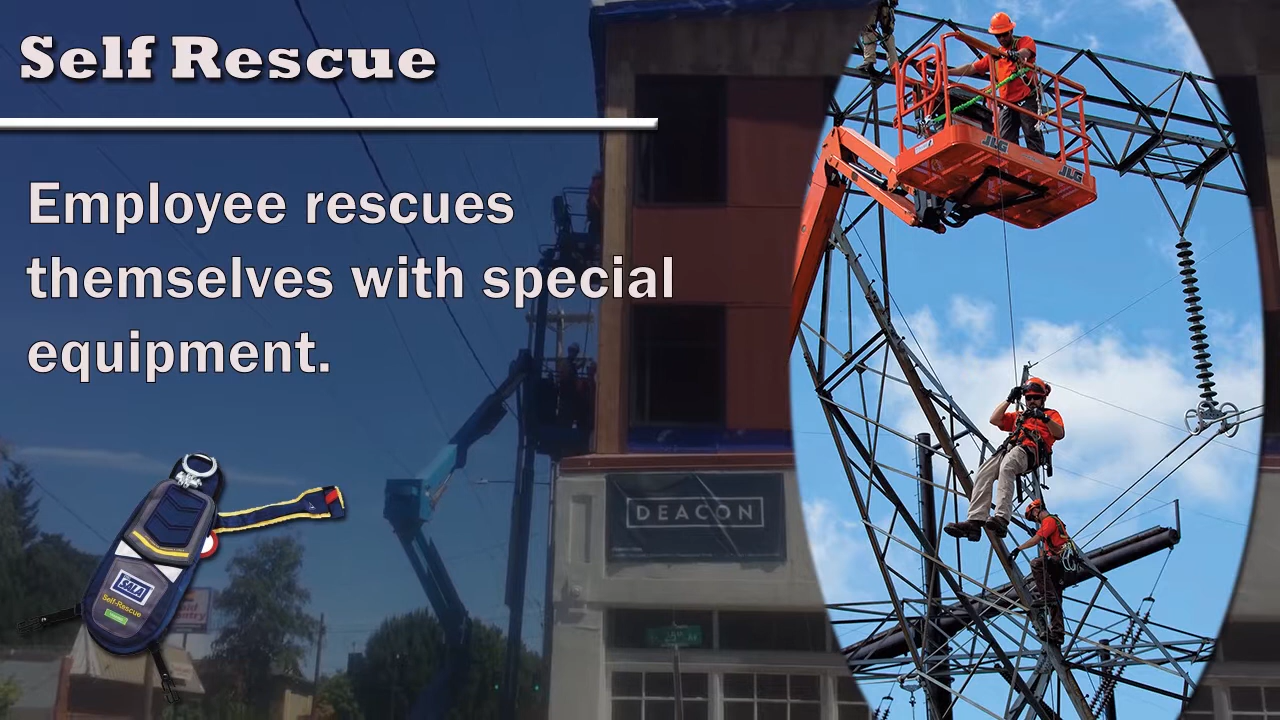 Self Rescue
Employee rescues
themselves with special
equipment.
JLG
JLG
DEACON
SALA
Self-Rescue